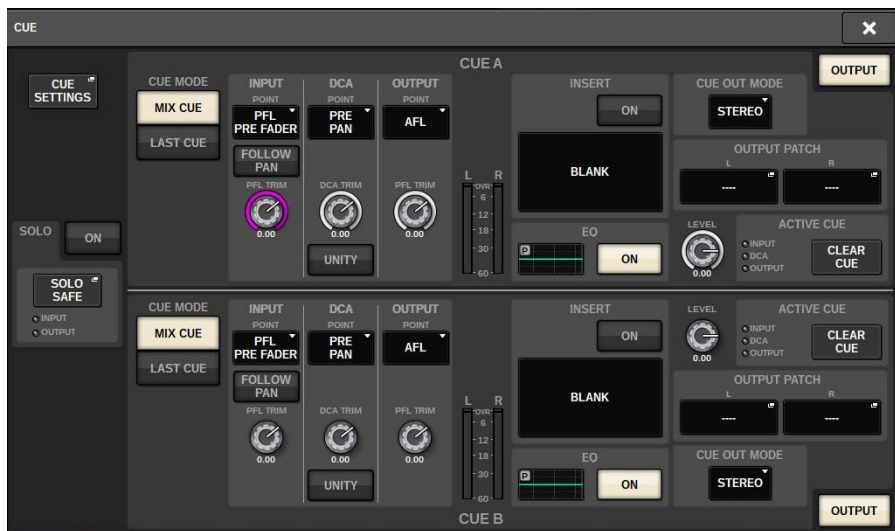 CUE
CUE SETTINGS
SOLO
ON
SOLO SAFE
INPUT
OUTPUT
CUE A
CUE MODE
MIX CUE
LAST CUE
INPUT
POINT
PFL
PRE FADER
FOLLOW PAN
PFL TRIM
0.00
DCA
POINT
PRE PAN
DCA TRIM
0.00
UNITY
OUTPUT
POINT
AFL
PFL TRIM
0.00
L R
OVR
6
12
18
30
60
INSERT
ON
BLANK
EQ
P
ON
CUE OUT MODE
STEREO
OUTPUT
OUTPUT PATCH
L R
---- ----
LEVEL
0.00
ACTIVE CUE
INPUT
DCA
OUTPUT
CLEAR CUE
CUE MODE
MIX CUE
LAST CUE
INPUT
POINT
PFL
PRE FADER
FOLLOW PAN
PFL TRIM
0.00
DCA
POINT
PRE PAN
DCA TRIM
0.00
UNITY
OUTPUT
POINT
AFL
PFL TRIM
0.00
L R
OVR
6
12
18
30
60
INSERT
ON
BLANK
EQ
P
ON
LEVEL
0.00
ACTIVE CUE
INPUT
DCA
OUTPUT
CLEAR CUE
OUTPUT PATCH
L R
---- ----
CUE OUT MODE
STEREO
OUTPUT
CUE B